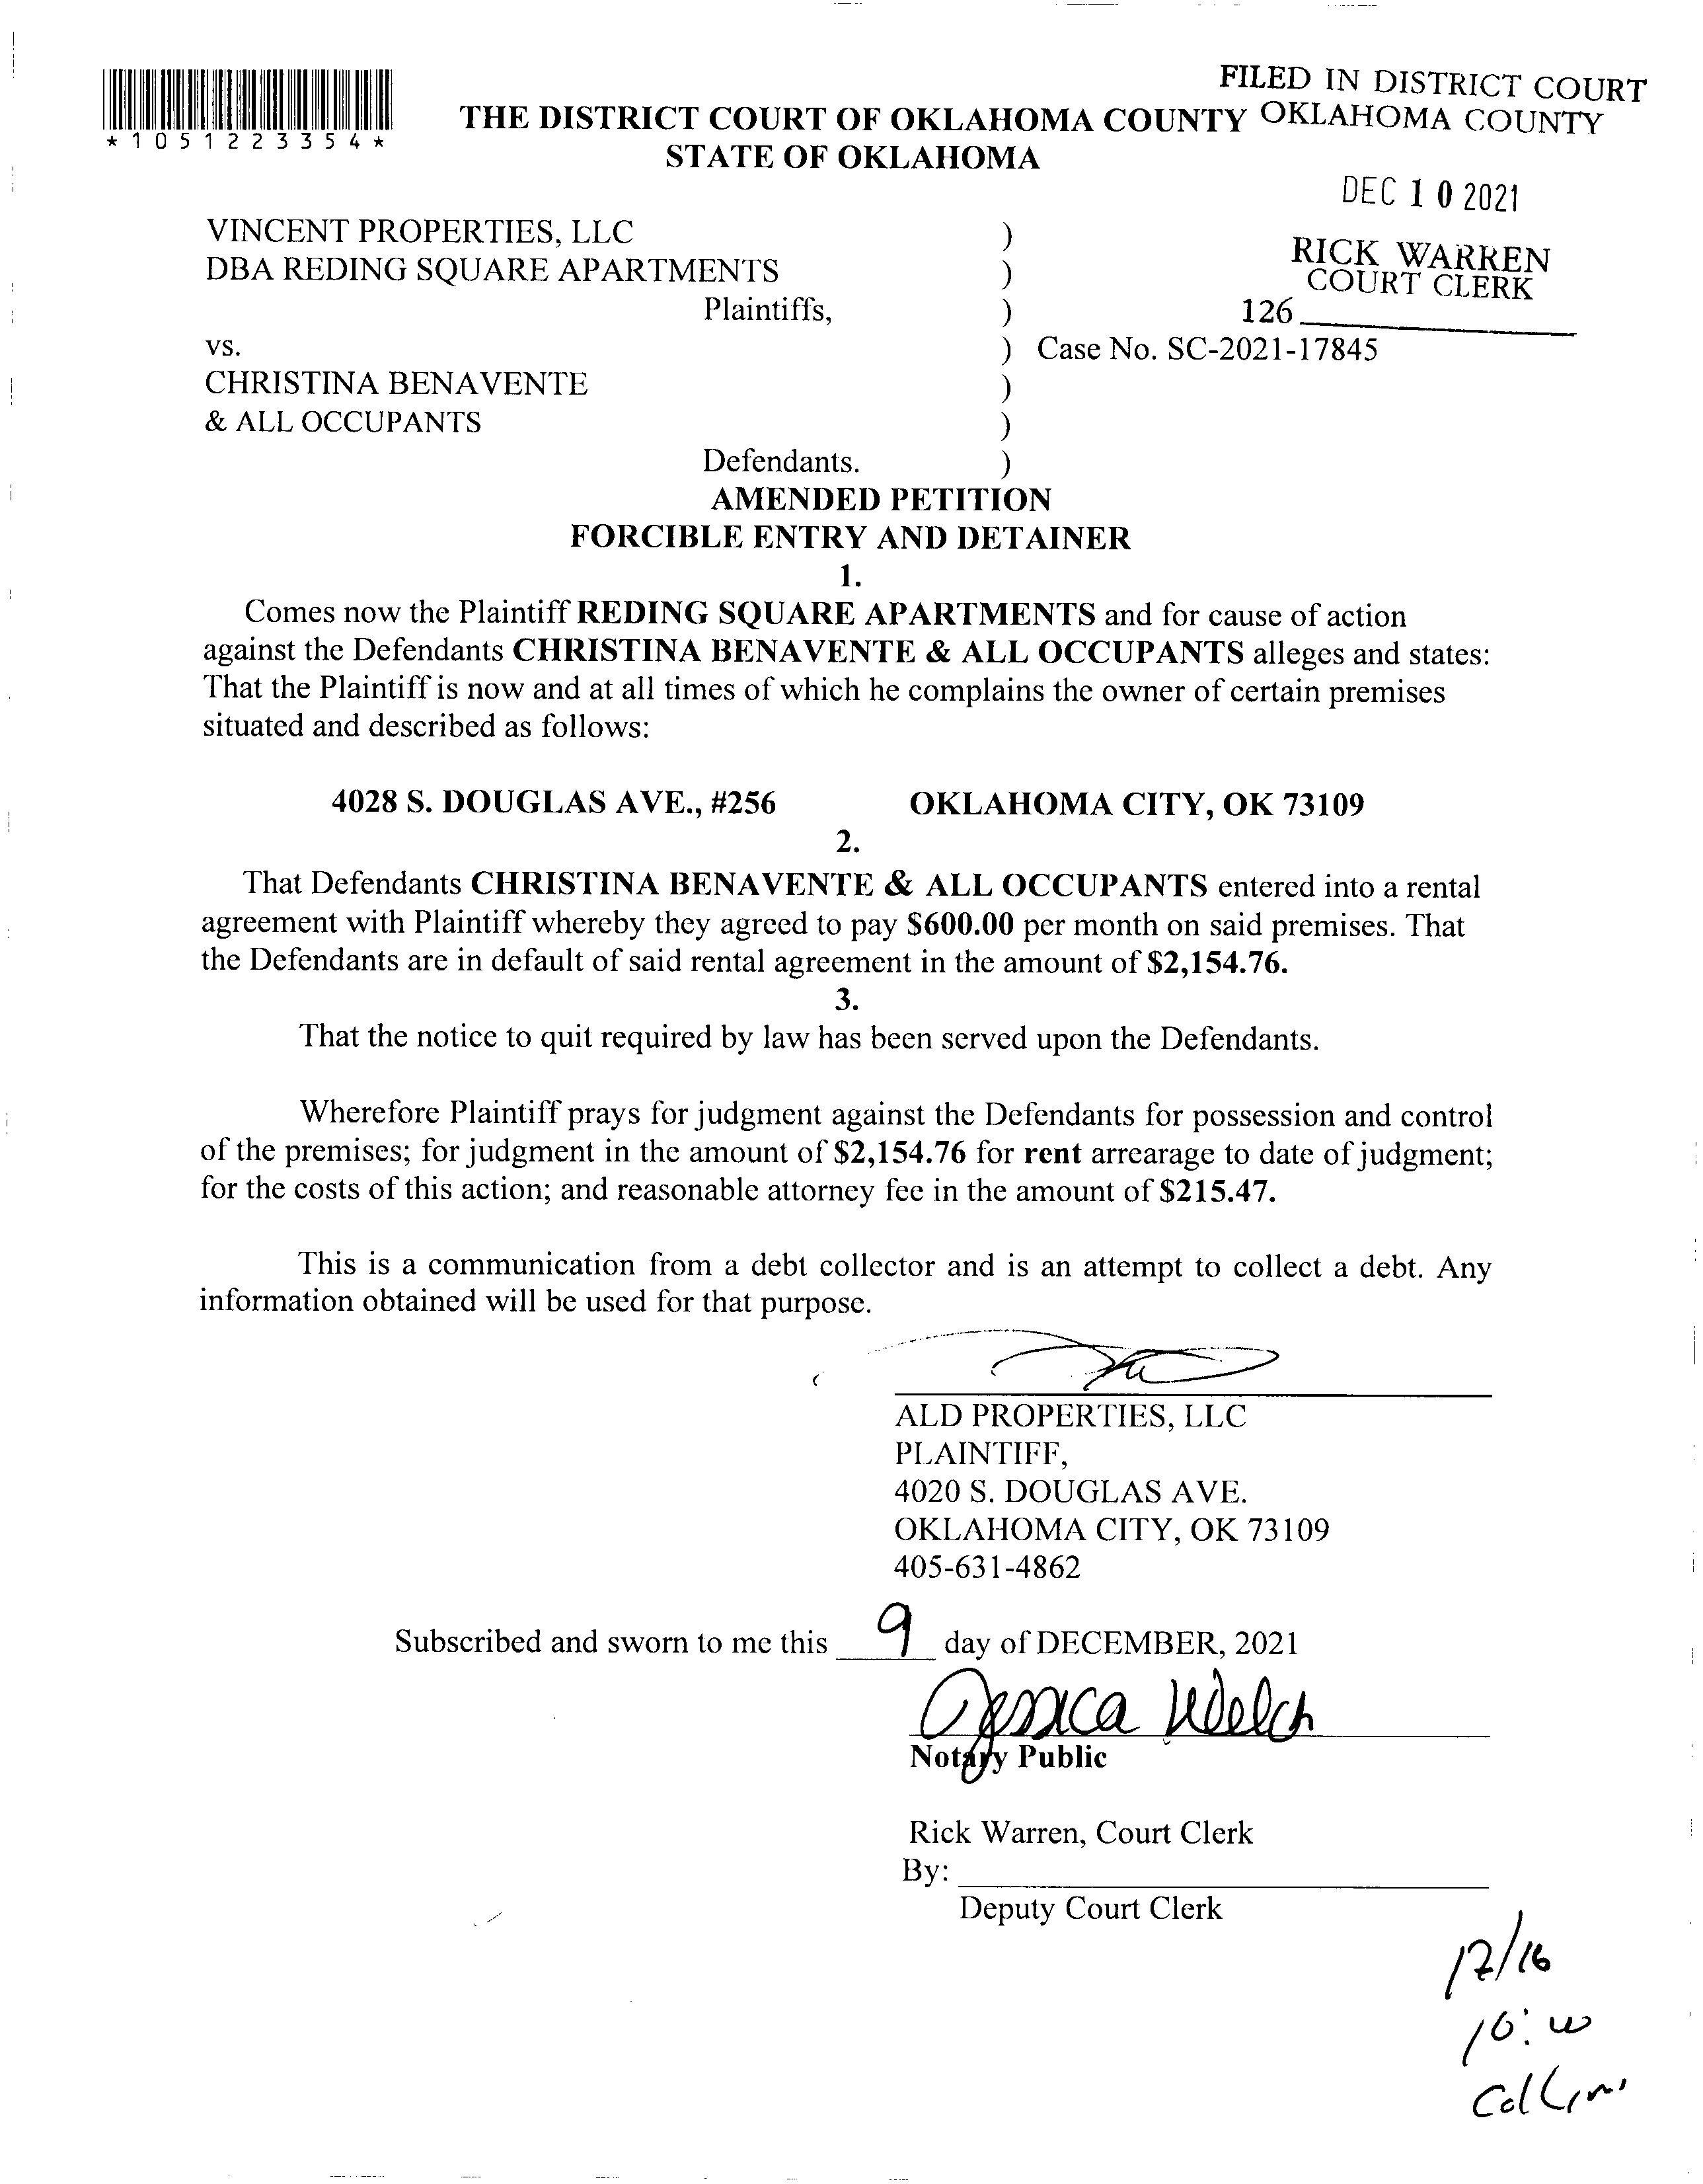 FILED IN DISTRICT COURT
OKLAHOMA COUNTY
*1051223354*
THE DISTRICT COURT OF OKLAHOMA COUNTY
STATE OF OKLAHOMA
DEC 10 2021
RICK WARREN
COURT CLERK
126
VINCENT PROPERTIES, LLC )
DBA REDING SQUARE APARTMENTS )
Plaintiffs, )
vs. ) Case No. SC-2021-17845
CHRISTINA BENAVENTE )
& ALL OCCUPANTS )
Defendants. )
AMENDED PETITION
FORCIBLE ENTRY AND DETAINER
1.
Comes now the Plaintiff REDING SQUARE APARTMENTS and for cause of action
against the Defendants CHRISTINA BENAVENTE & ALL OCCUPANTS alleges and states:
That the Plaintiff is now and at all times of which he complains the owner of certain premises
situated and described as follows:
4028 S. DOUGLAS AVE., #256 OKLAHOMA CITY, OK 73109
2.
That Defendants CHRISTINA BENAVENTE & ALL OCCUPANTS entered into a rental
agreement with Plaintiff whereby they agreed to pay $600.00 per month on said premises. That
the Defendants are in default of said rental agreement in the amount of $2,154.76.
3.
That the notice to quit required by law has been served upon the Defendants.
Wherefore Plaintiff prays for judgment against the Defendants for possession and control
of the premises; for judgment in the amount of $2,154.76 for rent arrearage to date of judgment;
for the costs of this action; and reasonable attorney fee in the amount of $215.47.
This is a communication from a debt collector and is an attempt to collect a debt. Any
information obtained will be used for that purpose.
ALD PROPERTIES, LLC
PLAINTIFF,
4020 S. DOUGLAS AVE.
OKLAHOMA CITY, OK 73109
405-631-4862
Subscribed and sworn to me this 9 day of DECEMBER, 2021
Jessica Welch
Notary Public
Rick Warren, Court Clerk
By:
Deputy Court Clerk
12/16
Collins